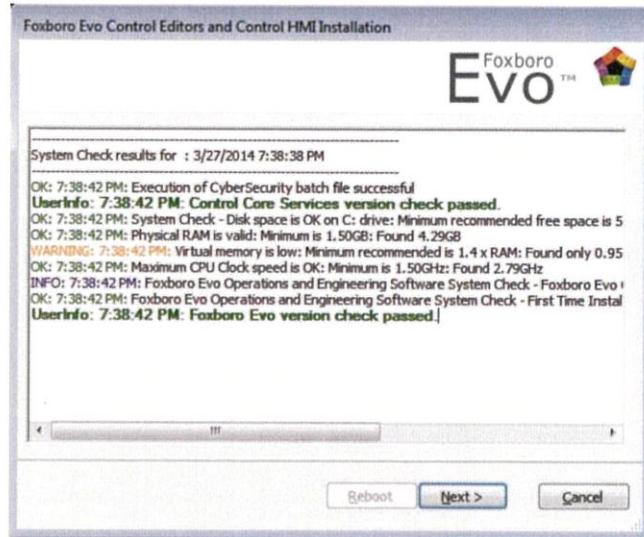 Foxboro Evo Control Editors and Control HMI Installation
Foxboro
Evo™
System Check results for : 3/27/2014 7:38:38 PM
OK: 7:38:42 PM: Execution of CyberSecurity batch file successful
UserInfo: 7:38:42 PM: Control Core Services version check passed.
OK: 7:38:42 PM: System Check - Disk space is OK on C: drive: Minimum recommended free space is 5
OK: 7:38:42 PM: Physical RAM is valid: Minimum is 1.50GB: Found 4.29GB
WARNING: 7:38:42 PM: Virtual memory is low: Minimum recommended is 1.4 x RAM: Found only 0.95
OK: 7:38:42 PM: Maximum CPU Clock speed is OK: Minimum is 1.50GHz: Found 2.79GHz
INFO: 7:38:42 PM: Foxboro Evo Operations and Engineering Software System Check - Foxboro Evo
OK: 7:38:42 PM: Foxboro Evo Operations and Engineering Software System Check - First Time Instal
UserInfo: 7:38:42 PM: Foxboro Evo version check passed.
Reboot
Next >
Cancel